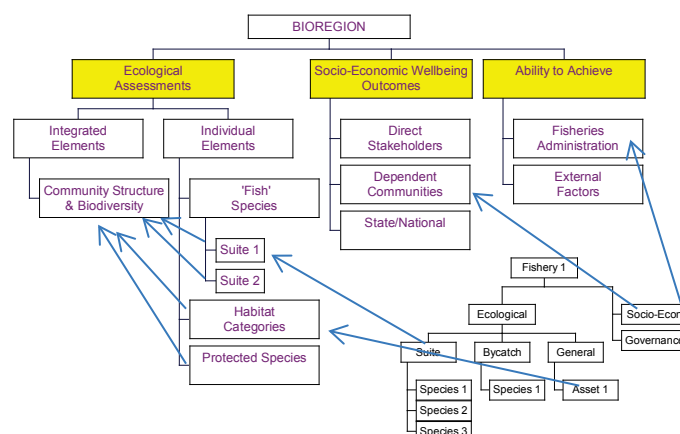 BIOREGION
Ecological
Assessments
Socio-Economic Wellbeing
Outcomes
Ability to Achieve
Integrated
Elements
Individual
Elements
Direct
Stakeholders
Fisheries
Administration
Community Structure
& Biodiversity
'Fish'
Species
Dependent
Communities
External
Factors
State/National
Suite 1
Suite 2
Habitat
Categories
Protected Species
Fishery 1
Ecological
Socio-Econ
Governance
Suite
Bycatch
General
Species 1
Species 1
Asset 1
Species 2
Species 3